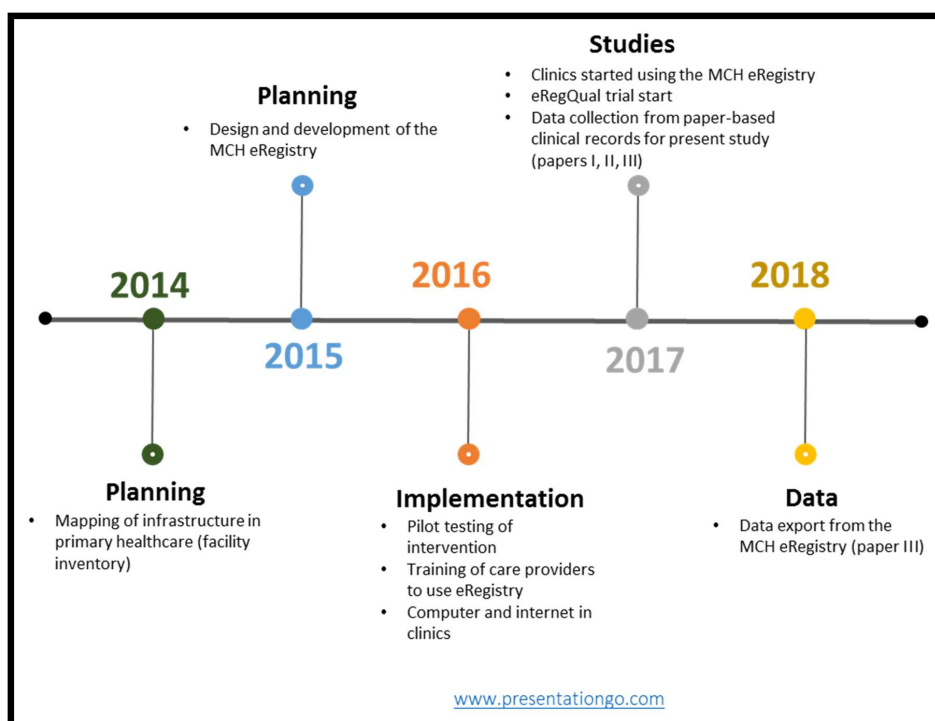 Studies
• Clinics started using the MCH eRegistry
• eRegQual trial start
• Data collection from paper-based
clinical records for present study
(papers I, II, III)
Planning
• Design and development of the
MCH eRegistry
2014
2016
2018
2015
2017
Planning
• Mapping of infrastructure in
primary healthcare (facility
inventory)
Implementation
• Pilot testing of
intervention
• Training of care providers
to use eRegistry
• Computer and internet in
clinics
Data
• Data export from the
MCH eRegistry (paper III)
www.presentationgo.com